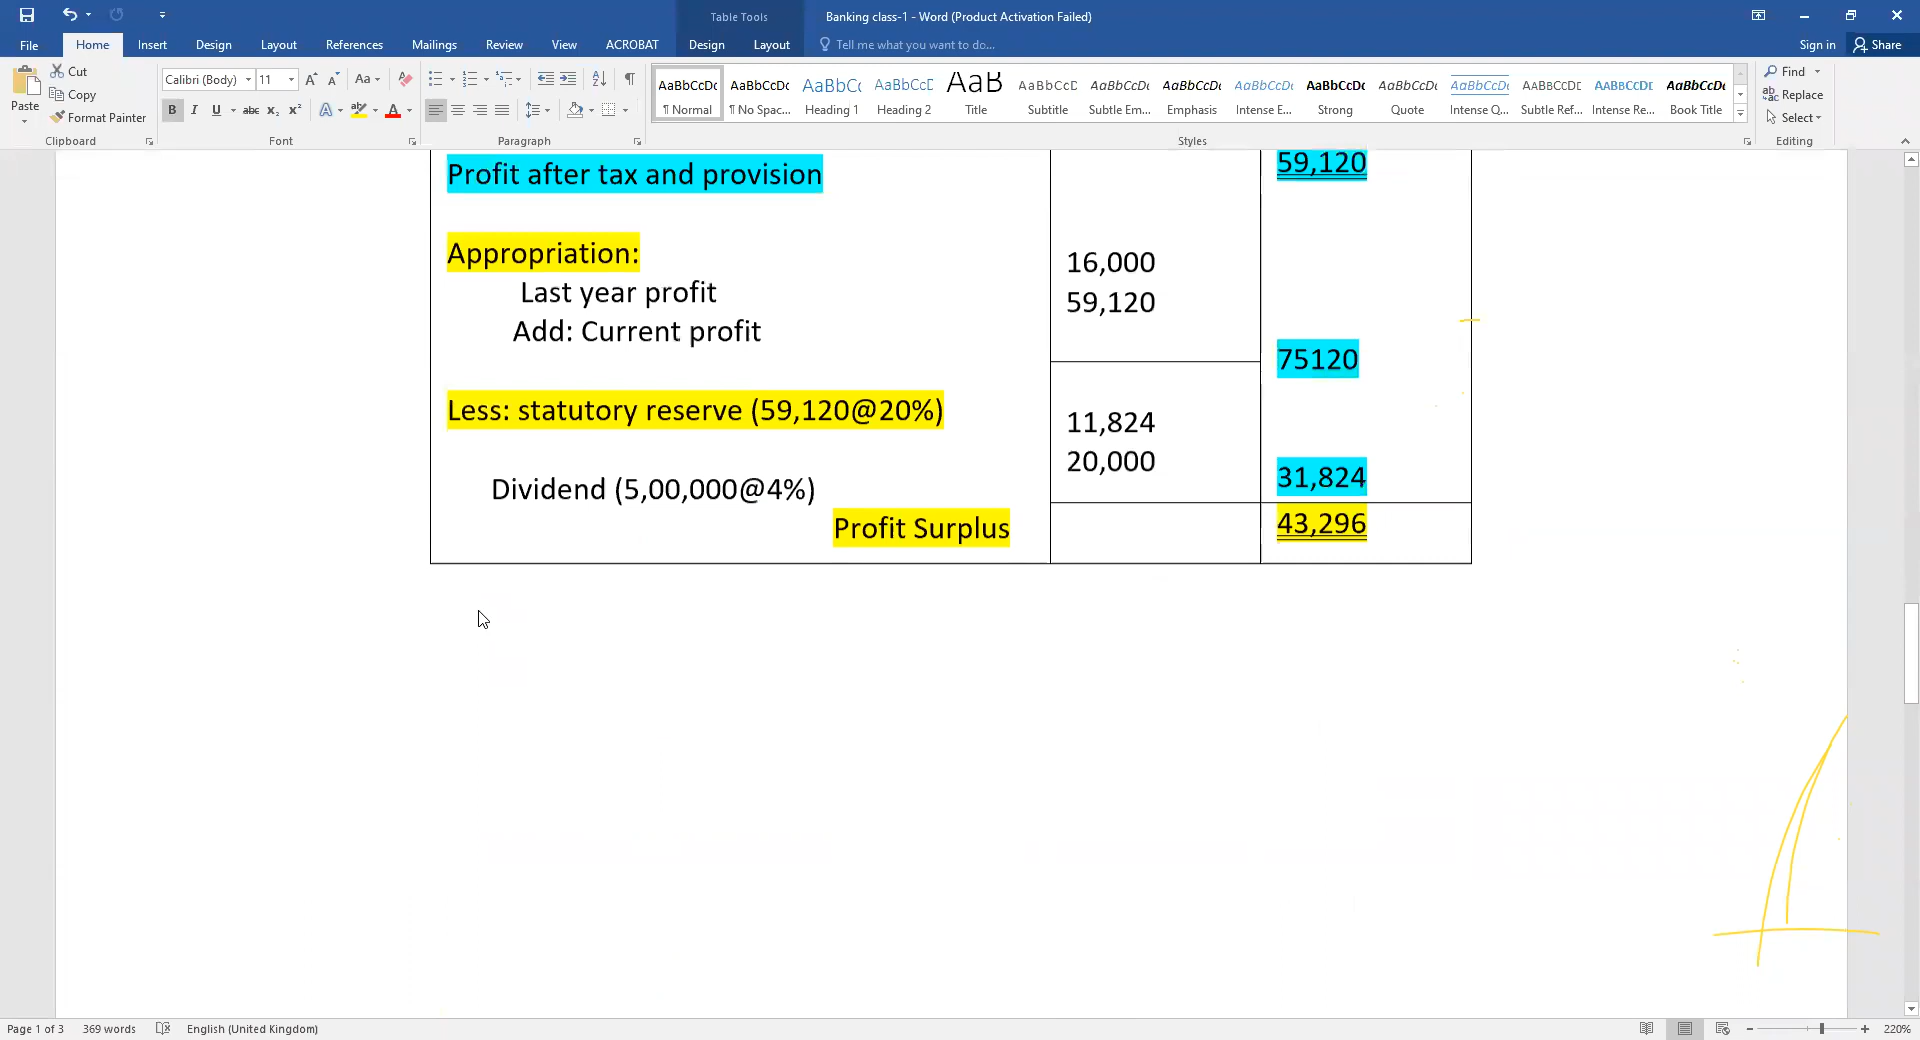 Table Tools
Banking class-1 - Word (Product Activation Failed)
File Home Insert Design Layout References Mailings Review View ACROBAT Design Layout Tell me what you want to do... Sign in Share
Paste
Cut
Copy
Format Painter
Clipboard
Calibri (Body) 11
Font
Paragraph
AaBbCcDc AaBbCcDc AaBbCc AaBbCcD AaB AaBbCcD AaBbCcDc AaBbCcDc AaBbCcDc AaBbCcDc AaBbCcDc AaBbCcDc AABBCCDE AABBCCDE AaBbCcDc
¶ Normal ¶ No Spac... Heading 1 Heading 2 Title Subtitle Subtle Em... Emphasis Intense E... Strong Quote Intense Q... Subtle Ref... Intense Re... Book Title
Styles
Find
Replace
Select
Editing
Profit after tax and provision 59,120
Appropriation:
Last year profit 16,000
Add: Current profit 59,120
75120
Less: statutory reserve (59,120@20%) 11,824
20,000
Dividend (5,00,000@4%) 31,824
Profit Surplus 43,296
Page 1 of 3 369 words English (United Kingdom) 220%